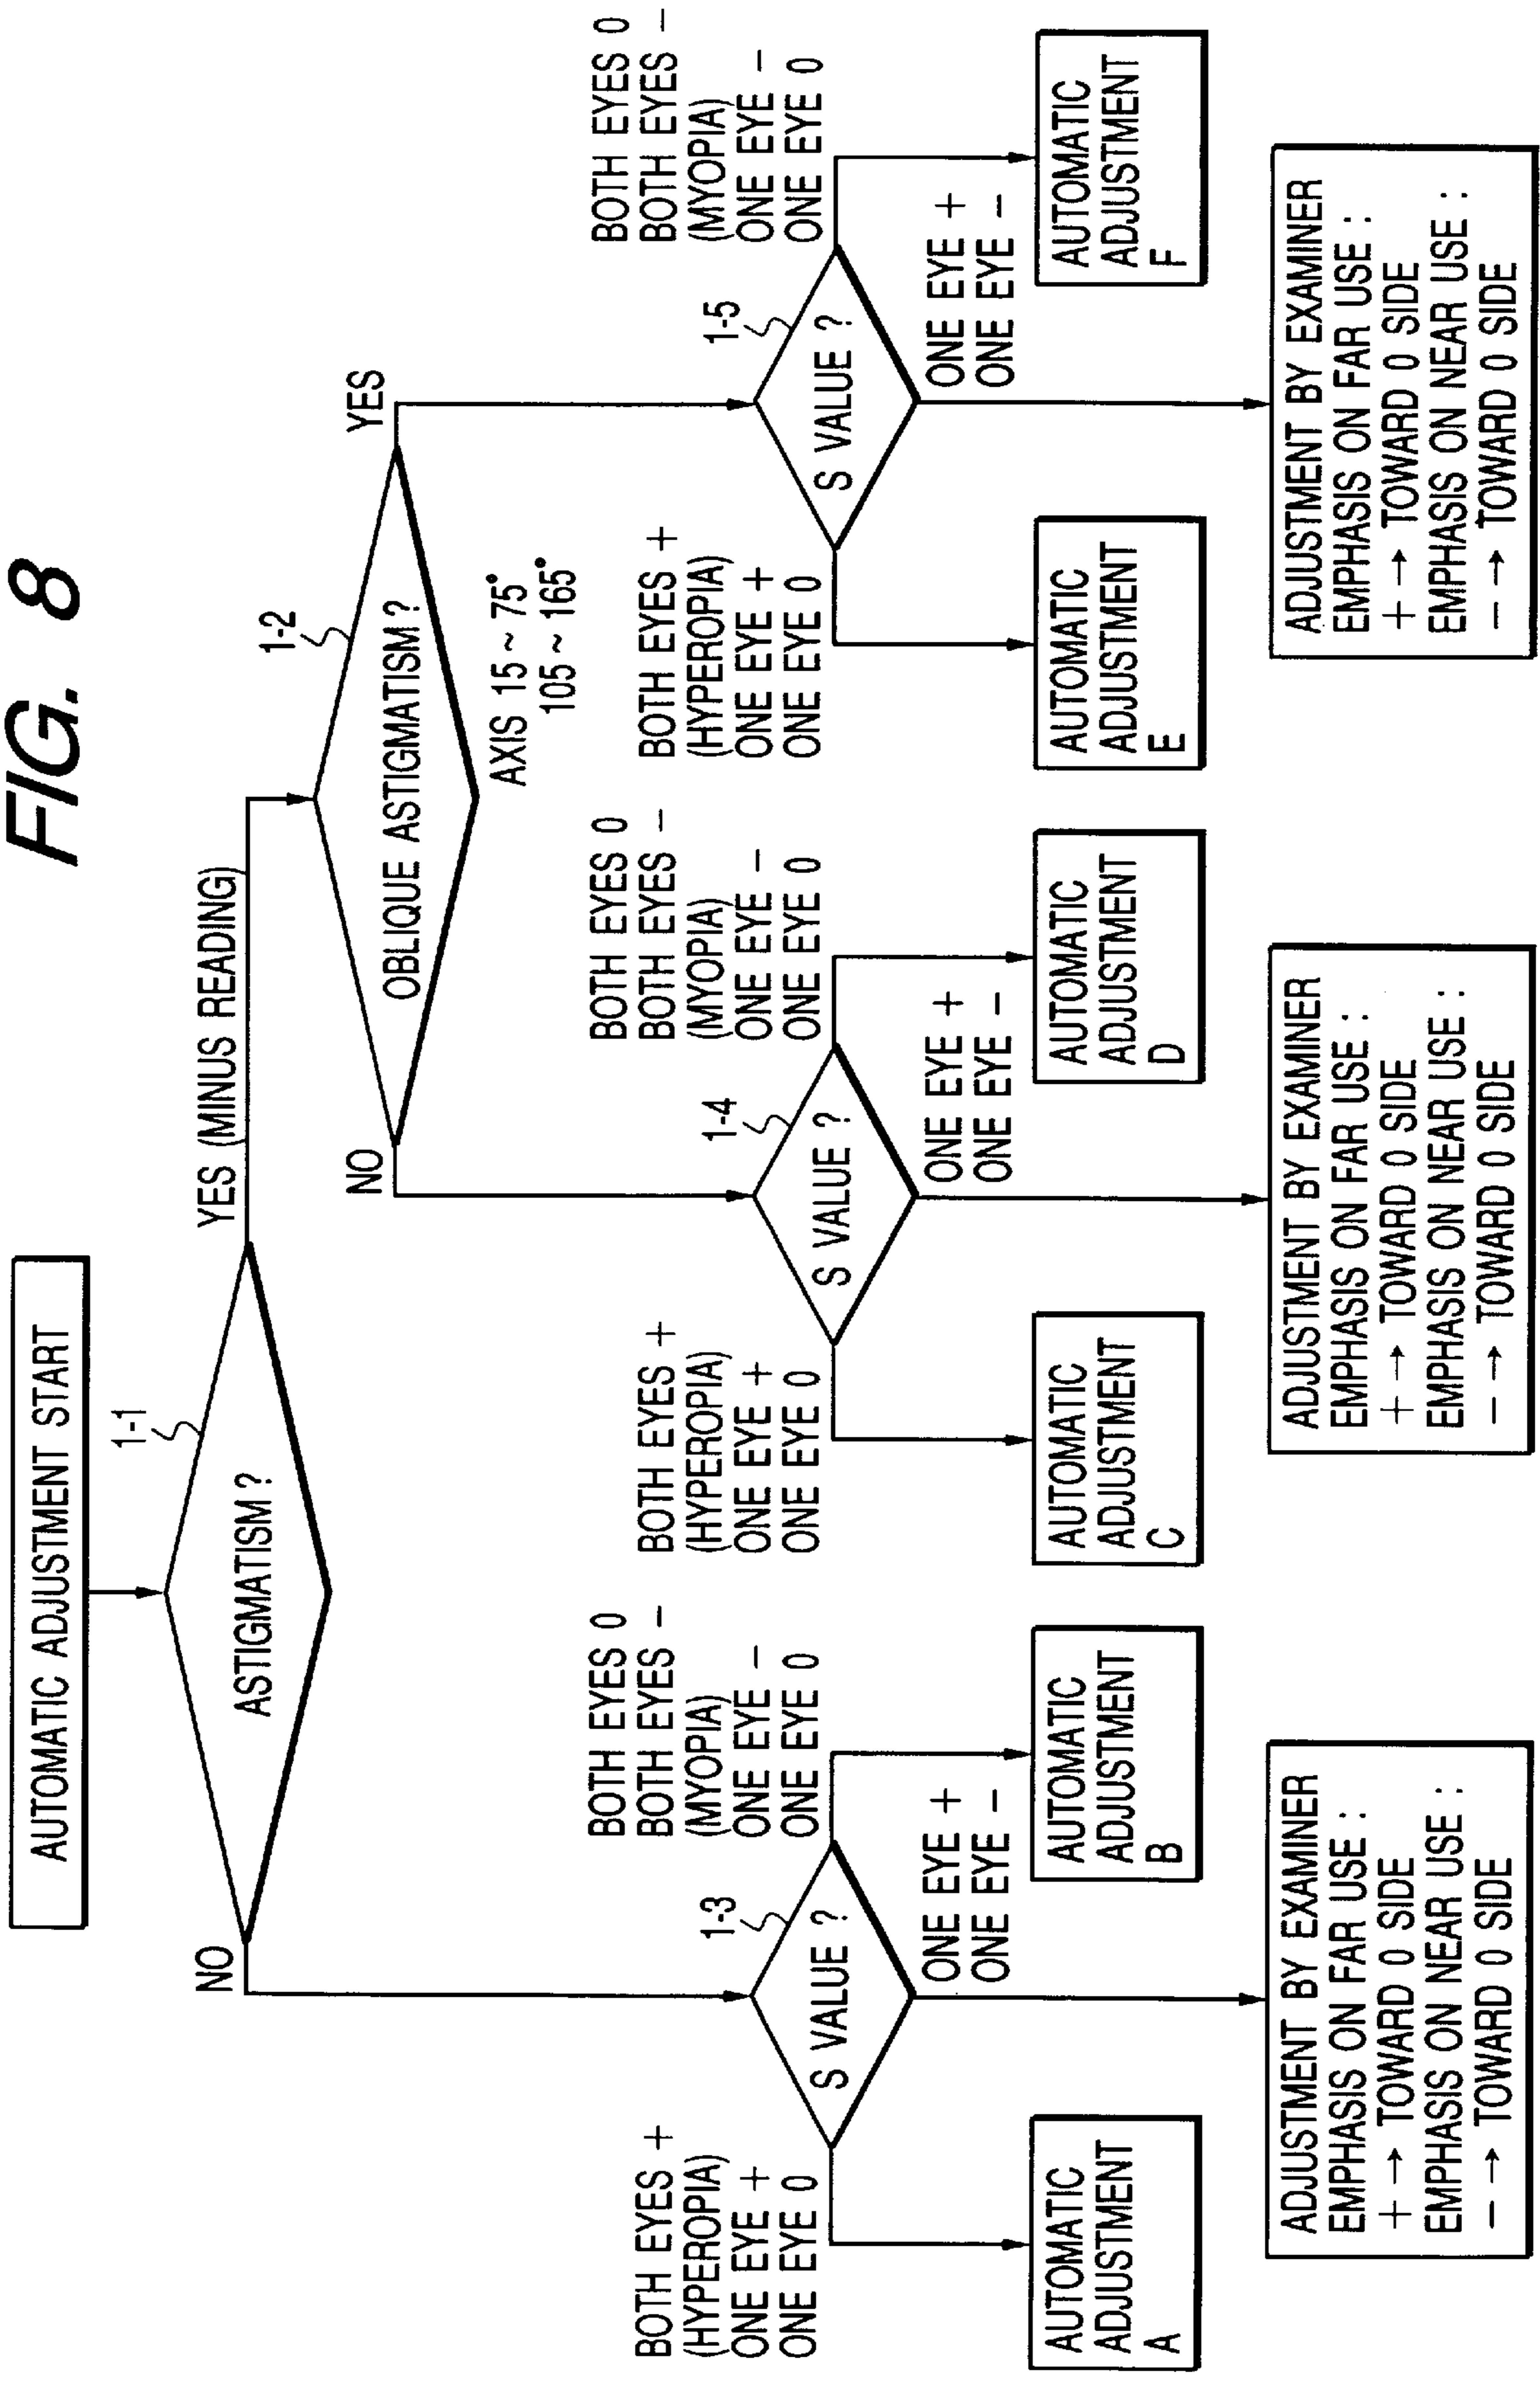 FIG. 8
AUTOMATIC ADJUSTMENT START
1-1
ASTIGMATISM ?
NO
YES (MINUS READING)
1-2
OBLIQUE ASTIGMATISM ?
AXIS 15 ~ 75°
105 ~ 165°
NO
YES
BOTH EYES +
(HYPEROPIA)
ONE EYE +
ONE EYE 0
1-3
S VALUE ?
BOTH EYES 0
BOTH EYES −
(MYOPIA)
ONE EYE −
ONE EYE 0
ONE EYE +
ONE EYE −
AUTOMATIC
ADJUSTMENT
A
AUTOMATIC
ADJUSTMENT
B
ADJUSTMENT BY EXAMINER
EMPHASIS ON FAR USE :
+ → TOWARD 0 SIDE
EMPHASIS ON NEAR USE :
− → TOWARD 0 SIDE
BOTH EYES +
(HYPEROPIA)
ONE EYE +
ONE EYE 0
1-4
S VALUE ?
BOTH EYES 0
BOTH EYES −
(MYOPIA)
ONE EYE −
ONE EYE 0
ONE EYE +
ONE EYE −
AUTOMATIC
ADJUSTMENT
C
AUTOMATIC
ADJUSTMENT
D
ADJUSTMENT BY EXAMINER
EMPHASIS ON FAR USE :
+ → TOWARD 0 SIDE
EMPHASIS ON NEAR USE :
− → TOWARD 0 SIDE
BOTH EYES +
(HYPEROPIA)
ONE EYE +
ONE EYE 0
1-5
S VALUE ?
BOTH EYES 0
BOTH EYES −
(MYOPIA)
ONE EYE −
ONE EYE 0
ONE EYE +
ONE EYE −
AUTOMATIC
ADJUSTMENT
E
AUTOMATIC
ADJUSTMENT
F
ADJUSTMENT BY EXAMINER
EMPHASIS ON FAR USE :
+ → TOWARD 0 SIDE
EMPHASIS ON NEAR USE :
− → TOWARD 0 SIDE